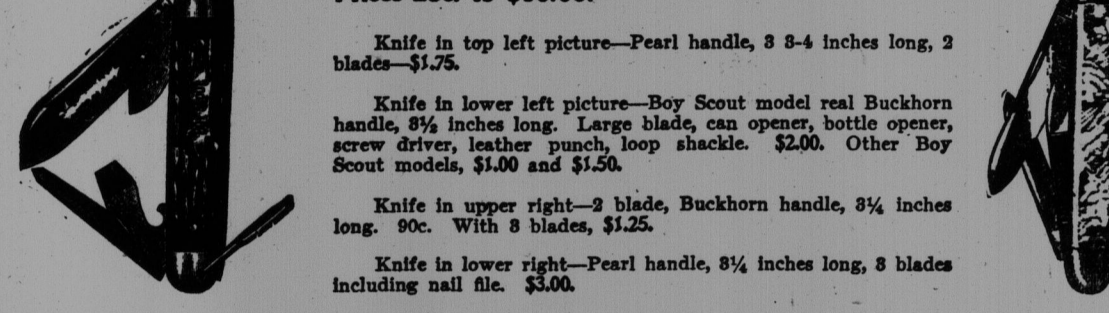 Knife in top left picture—Pearl handle, 3 3-4 inches long, 2
blades—$1.75.
Knife in lower left picture—Boy Scout model real Buckhorn
handle, 3½ inches long. Large blade, can opener, bottle opener,
screw driver, leather punch, loop shackle. $2.00. Other Boy
Scout models, $1.00 and $1.50.
Knife in upper right—2 blade, Buckhorn handle, 3¼ inches
long. 90c. With 3 blades, $1.25.
Knife in lower right—Pearl handle, 3¼ inches long, 3 blades
including nail file. $3.00.